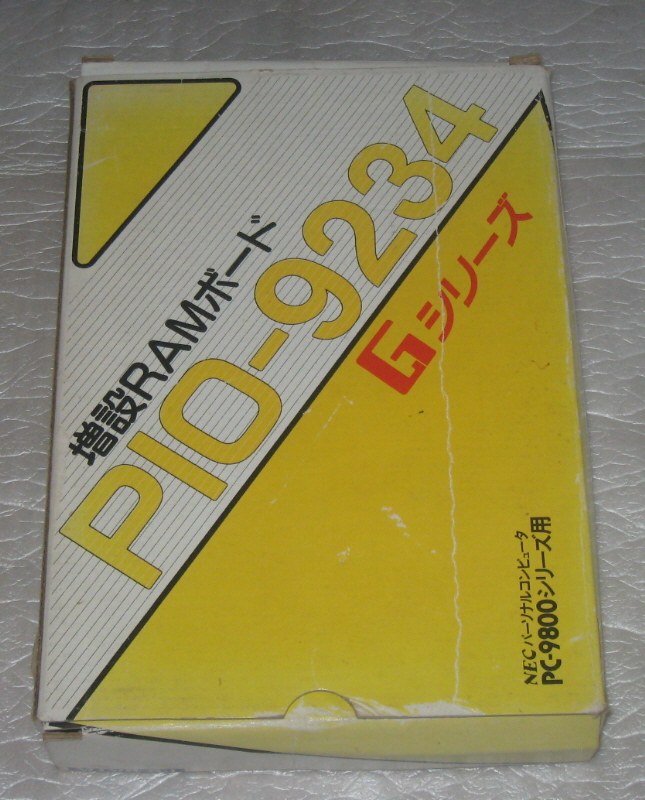 増設RAMボード
PIO-9234
Gシリーズ
NECパーソナルコンピュータ
PC-9800シリーズ用